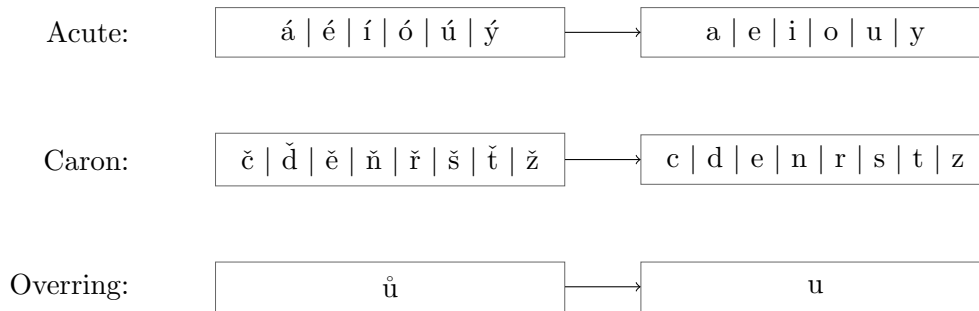 Acute: á | é | í | ó | ú | ý a | e | i | o | u | y
Caron: č | ď | ě | ň | ř | š | ť | ž c | d | e | n | r | s | t | z
Overring: ů u